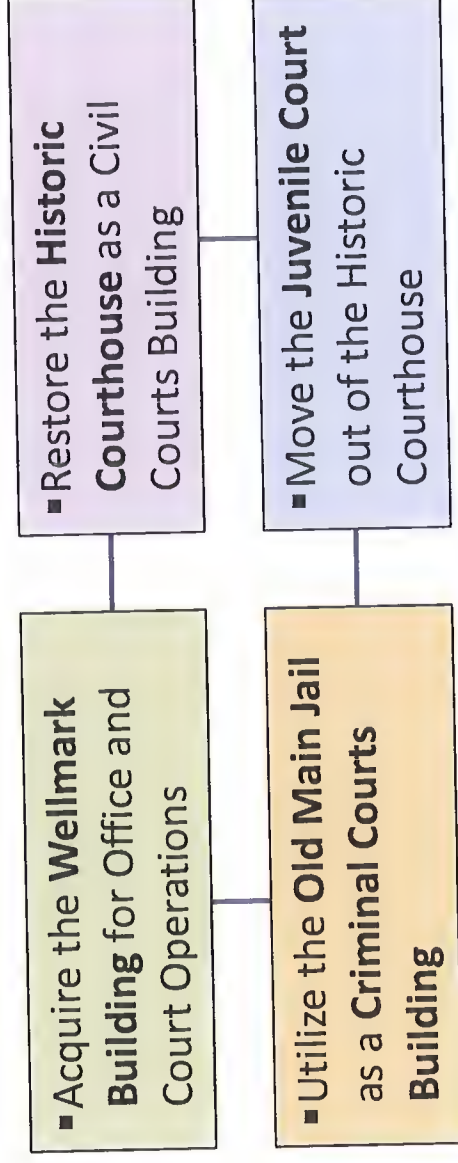 ▪Acquire the Wellmark
Building for Office and
Court Operations
▪Restore the Historic
Courthouse as a Civil
Courts Building
▪Utilize the Old Main Jail
as a Criminal Courts
Building
▪Move the Juvenile Court
out of the Historic
Courthouse